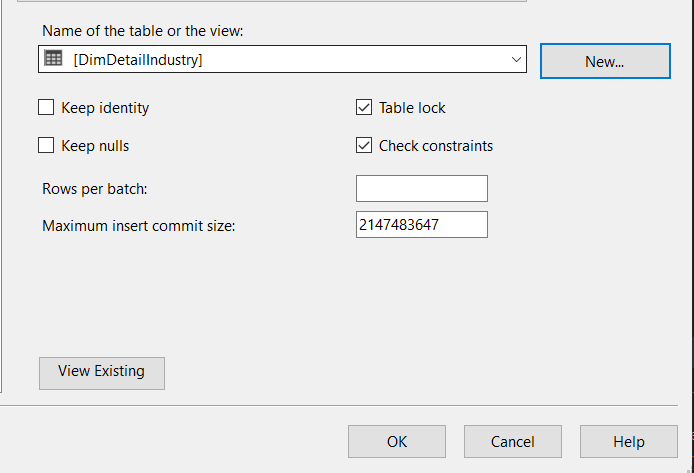 Name of the table or the view:
[DimDetailIndustry]
New...
Keep identity
Table lock
Keep nulls
Check constraints
Rows per batch:
Maximum insert commit size:
2147483647
View Existing
OK
Cancel
Help